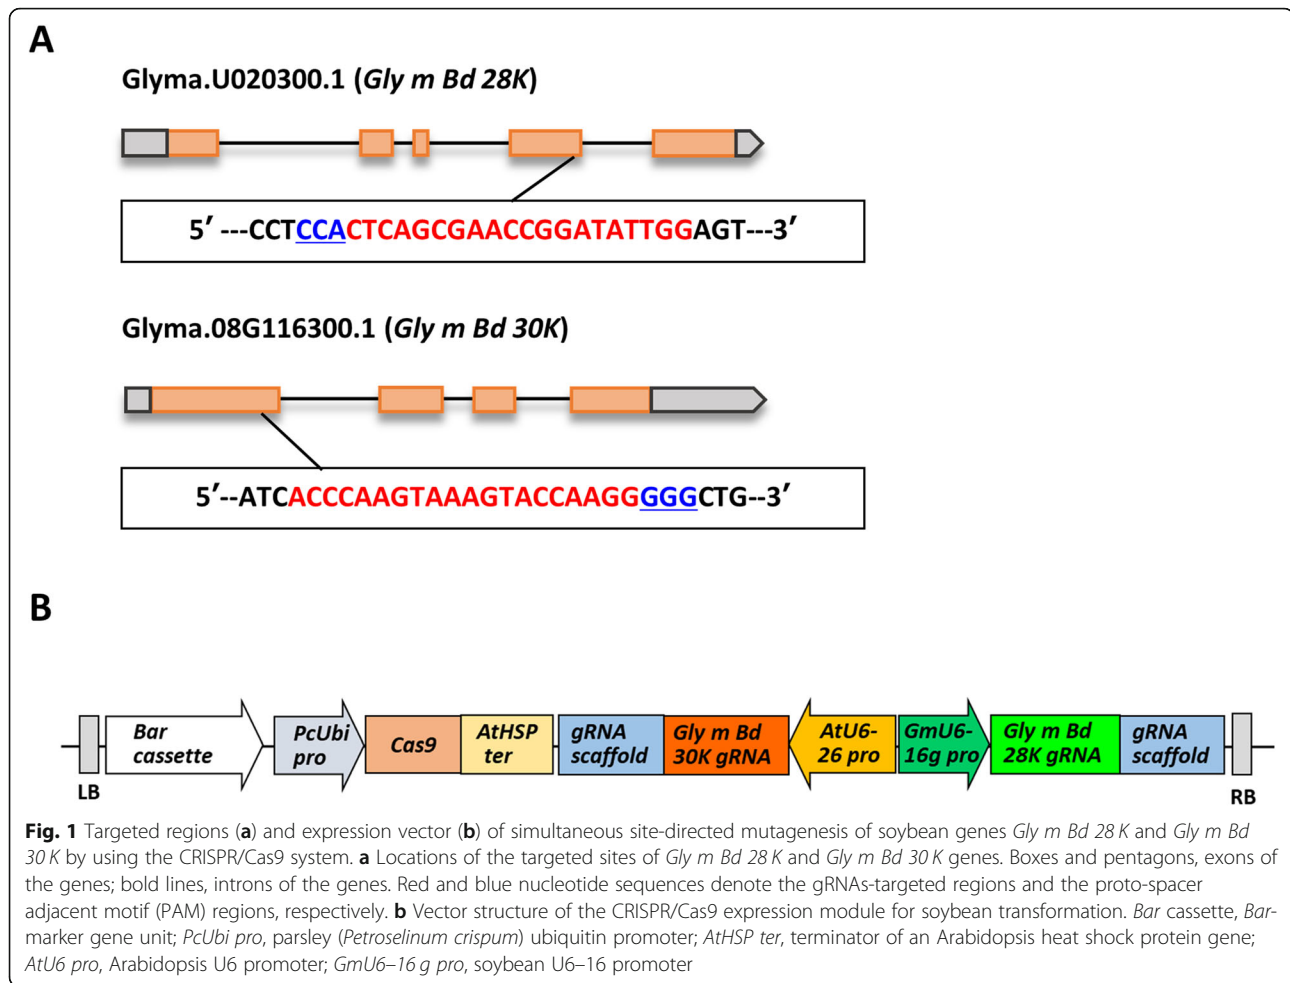 A
Glyma.U020300.1 (Gly m Bd 28K)
5′ ---CCTCCACTCAGCGAACCGGATATTGGAGT---3′
Glyma.08G116300.1 (Gly m Bd 30K)
5′--ATCACCCAAGTAAAGTACCAAGGGGGCTG--3′
B
Bar cassette
PcUbi pro
Cas9
AtHSP ter
gRNA scaffold
Gly m Bd 30K gRNA
AtU6-26 pro
GmU6-16g pro
Gly m Bd 28K gRNA
gRNA scaffold
LB
RB
Fig. 1 Targeted regions (a) and expression vector (b) of simultaneous site-directed mutagenesis of soybean genes Gly m Bd 28 K and Gly m Bd
30 K by using the CRISPR/Cas9 system. a Locations of the targeted sites of Gly m Bd 28 K and Gly m Bd 30 K genes. Boxes and pentagons, exons of
the genes; bold lines, introns of the genes. Red and blue nucleotide sequences denote the gRNAs-targeted regions and the proto-spacer
adjacent motif (PAM) regions, respectively. b Vector structure of the CRISPR/Cas9 expression module for soybean transformation. Bar cassette, Bar-
marker gene unit; PcUbi pro, parsley (Petroselinum crispum) ubiquitin promoter; AtHSP ter, terminator of an Arabidopsis heat shock protein gene;
AtU6 pro, Arabidopsis U6 promoter; GmU6–16 g pro, soybean U6–16 promoter